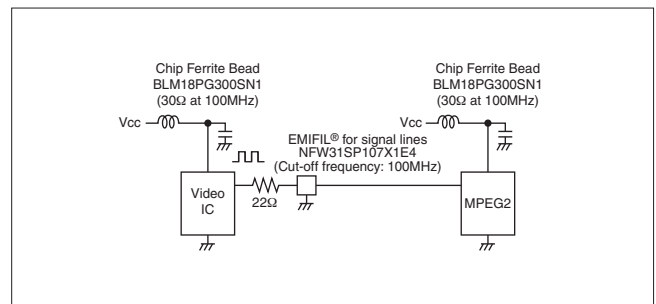 Chip Ferrite Bead
BLM18PG300SN1
(30Ω at 100MHz)
Vcc
Chip Ferrite Bead
BLM18PG300SN1
(30Ω at 100MHz)
Vcc
EMIFIL® for signal lines
NFW31SP107X1E4
(Cut-off frequency: 100MHz)
Video
IC
22Ω
MPEG2